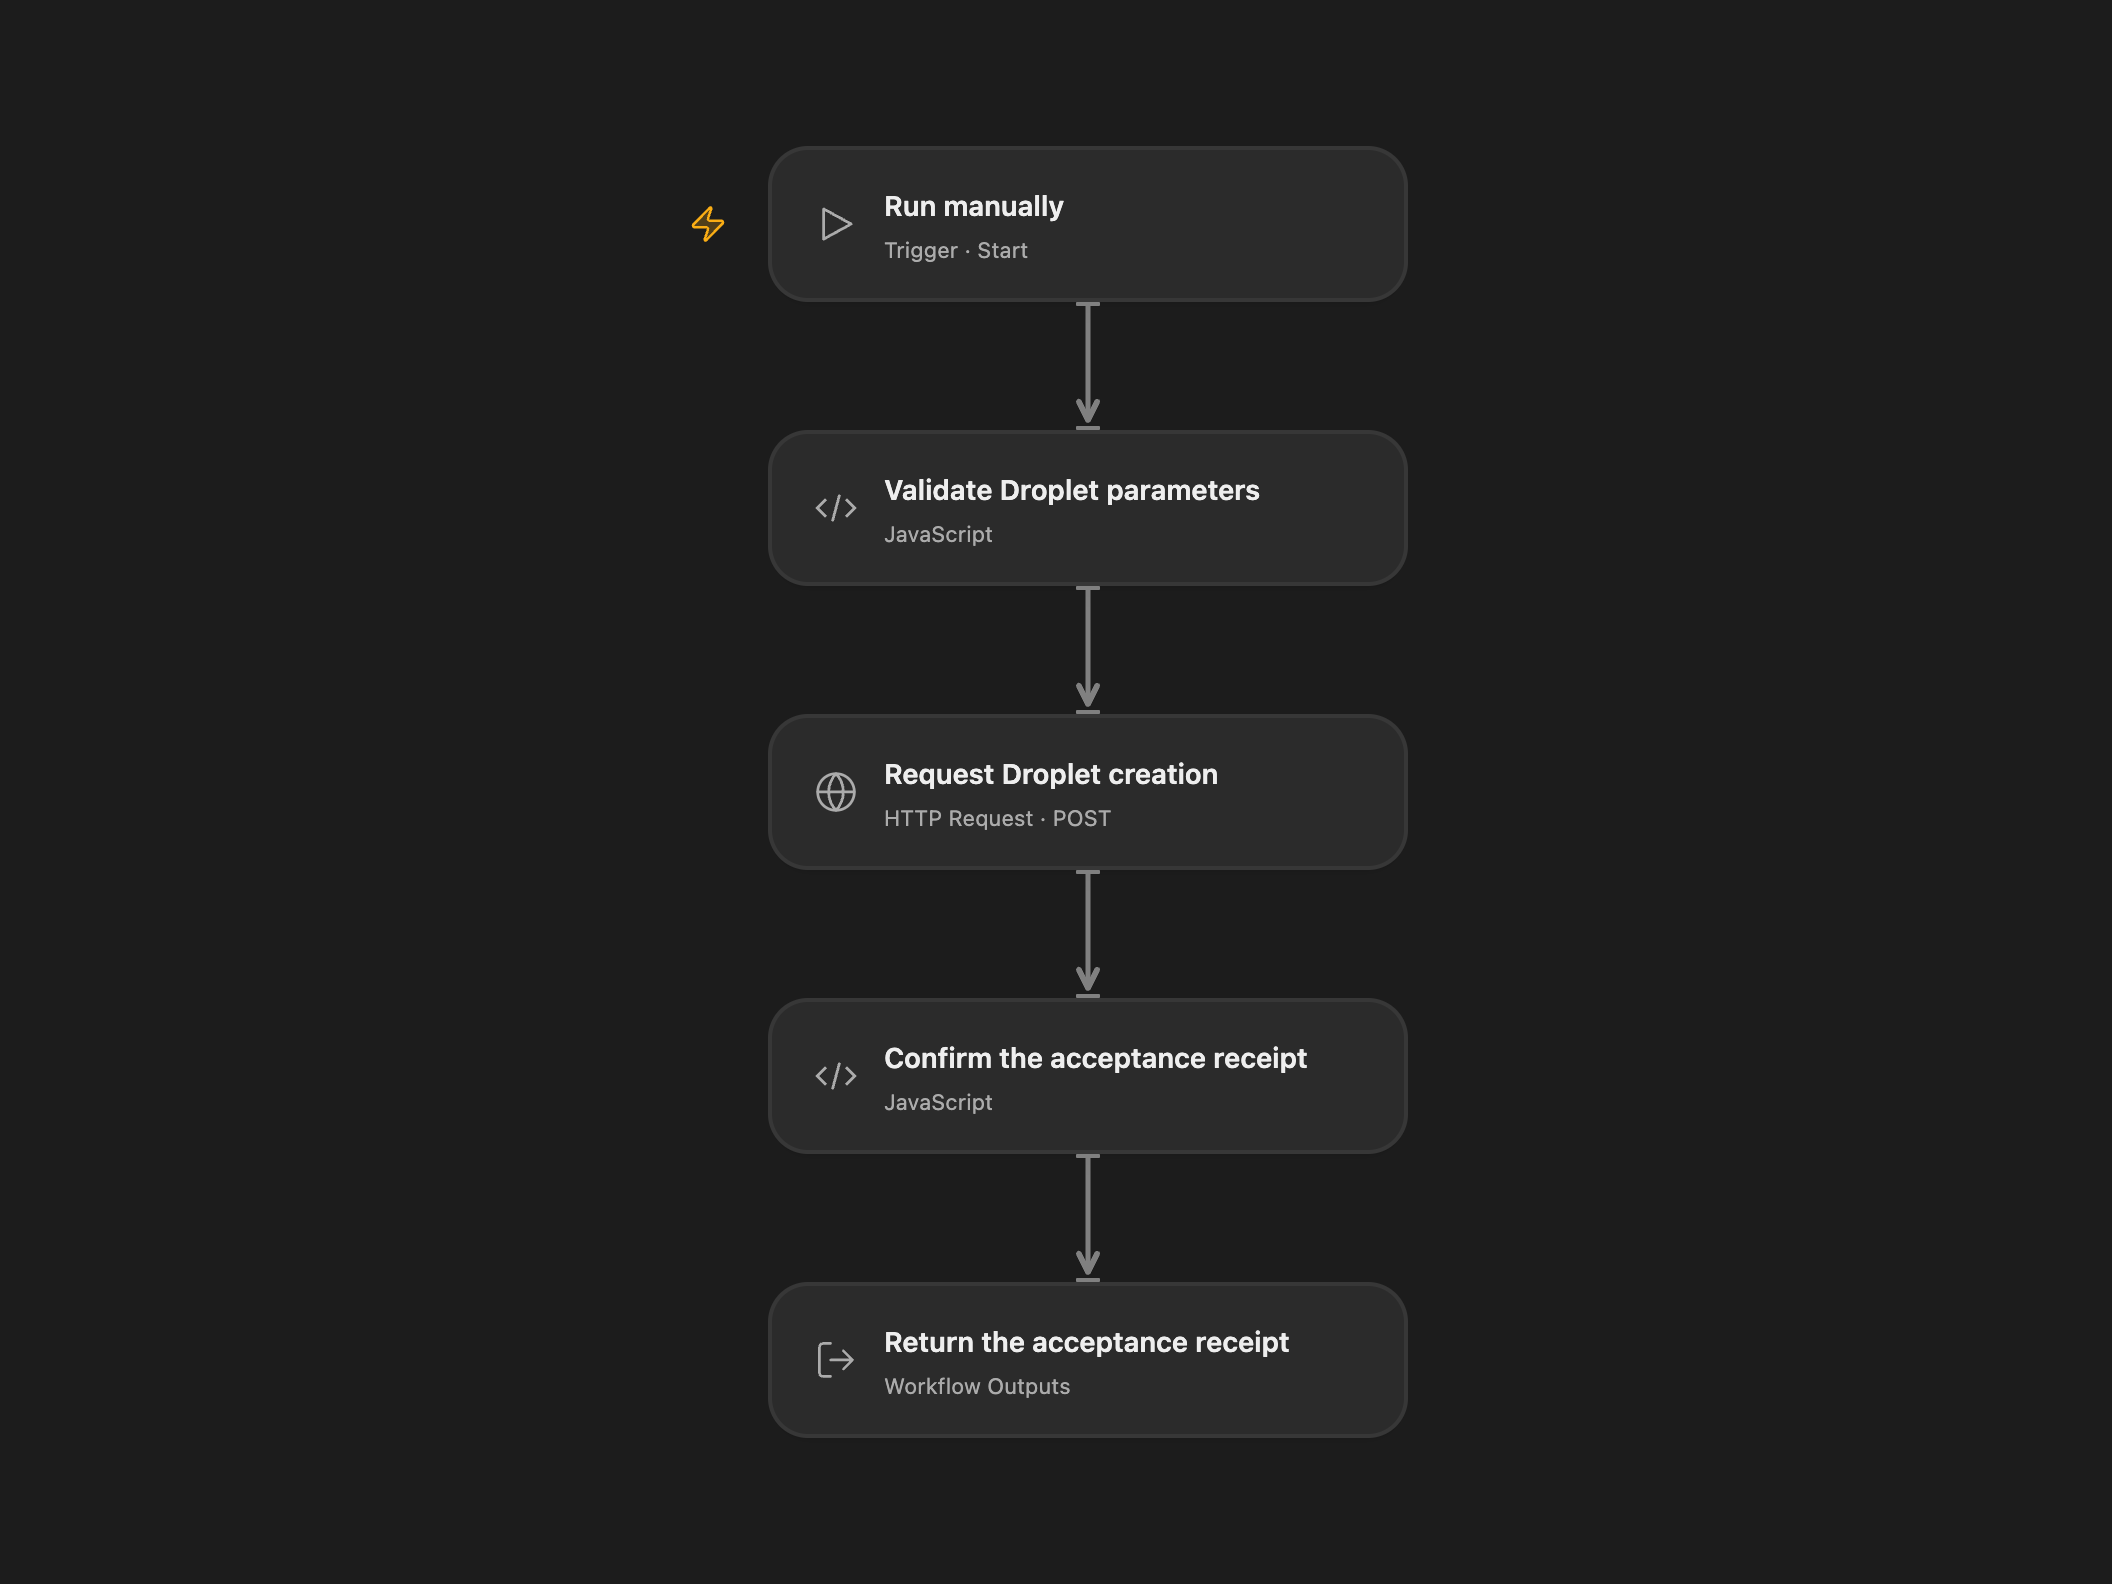 Run manually
Trigger · Start
Validate Droplet parameters
JavaScript
Request Droplet creation
HTTP Request · POST
Confirm the acceptance receipt
JavaScript
Return the acceptance receipt
Workflow Outputs